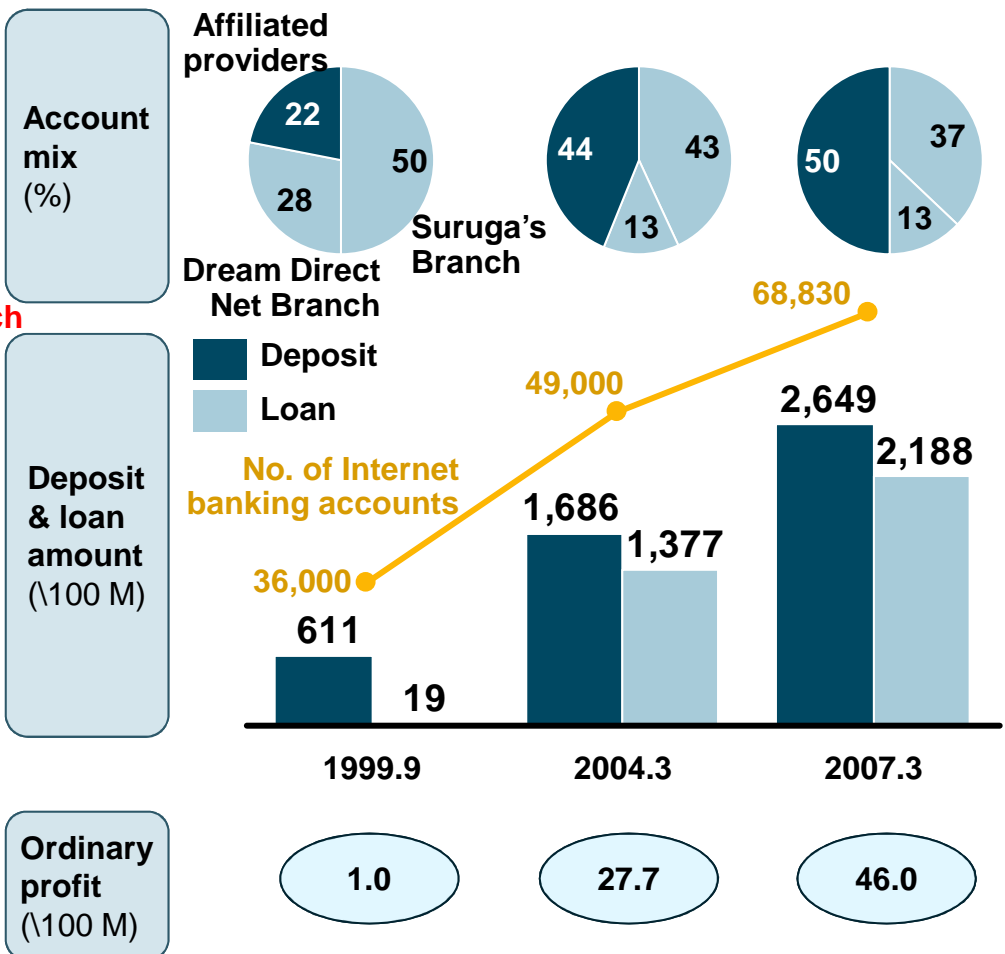 Affiliated
providers
Account
mix
(%)
22
50
28
44
43
13
50
37
13
Suruga’s
Branch
Dream Direct
Net Branch
ch
68,830
Deposit
Loan
49,000
2,649
2,188
No. of Internet
banking accounts
Deposit
& loan
amount
(\100 M)
1,686
1,377
36,000
611
19
1999.9 2004.3 2007.3
Ordinary
profit
(\100 M)
1.0 27.7 46.0